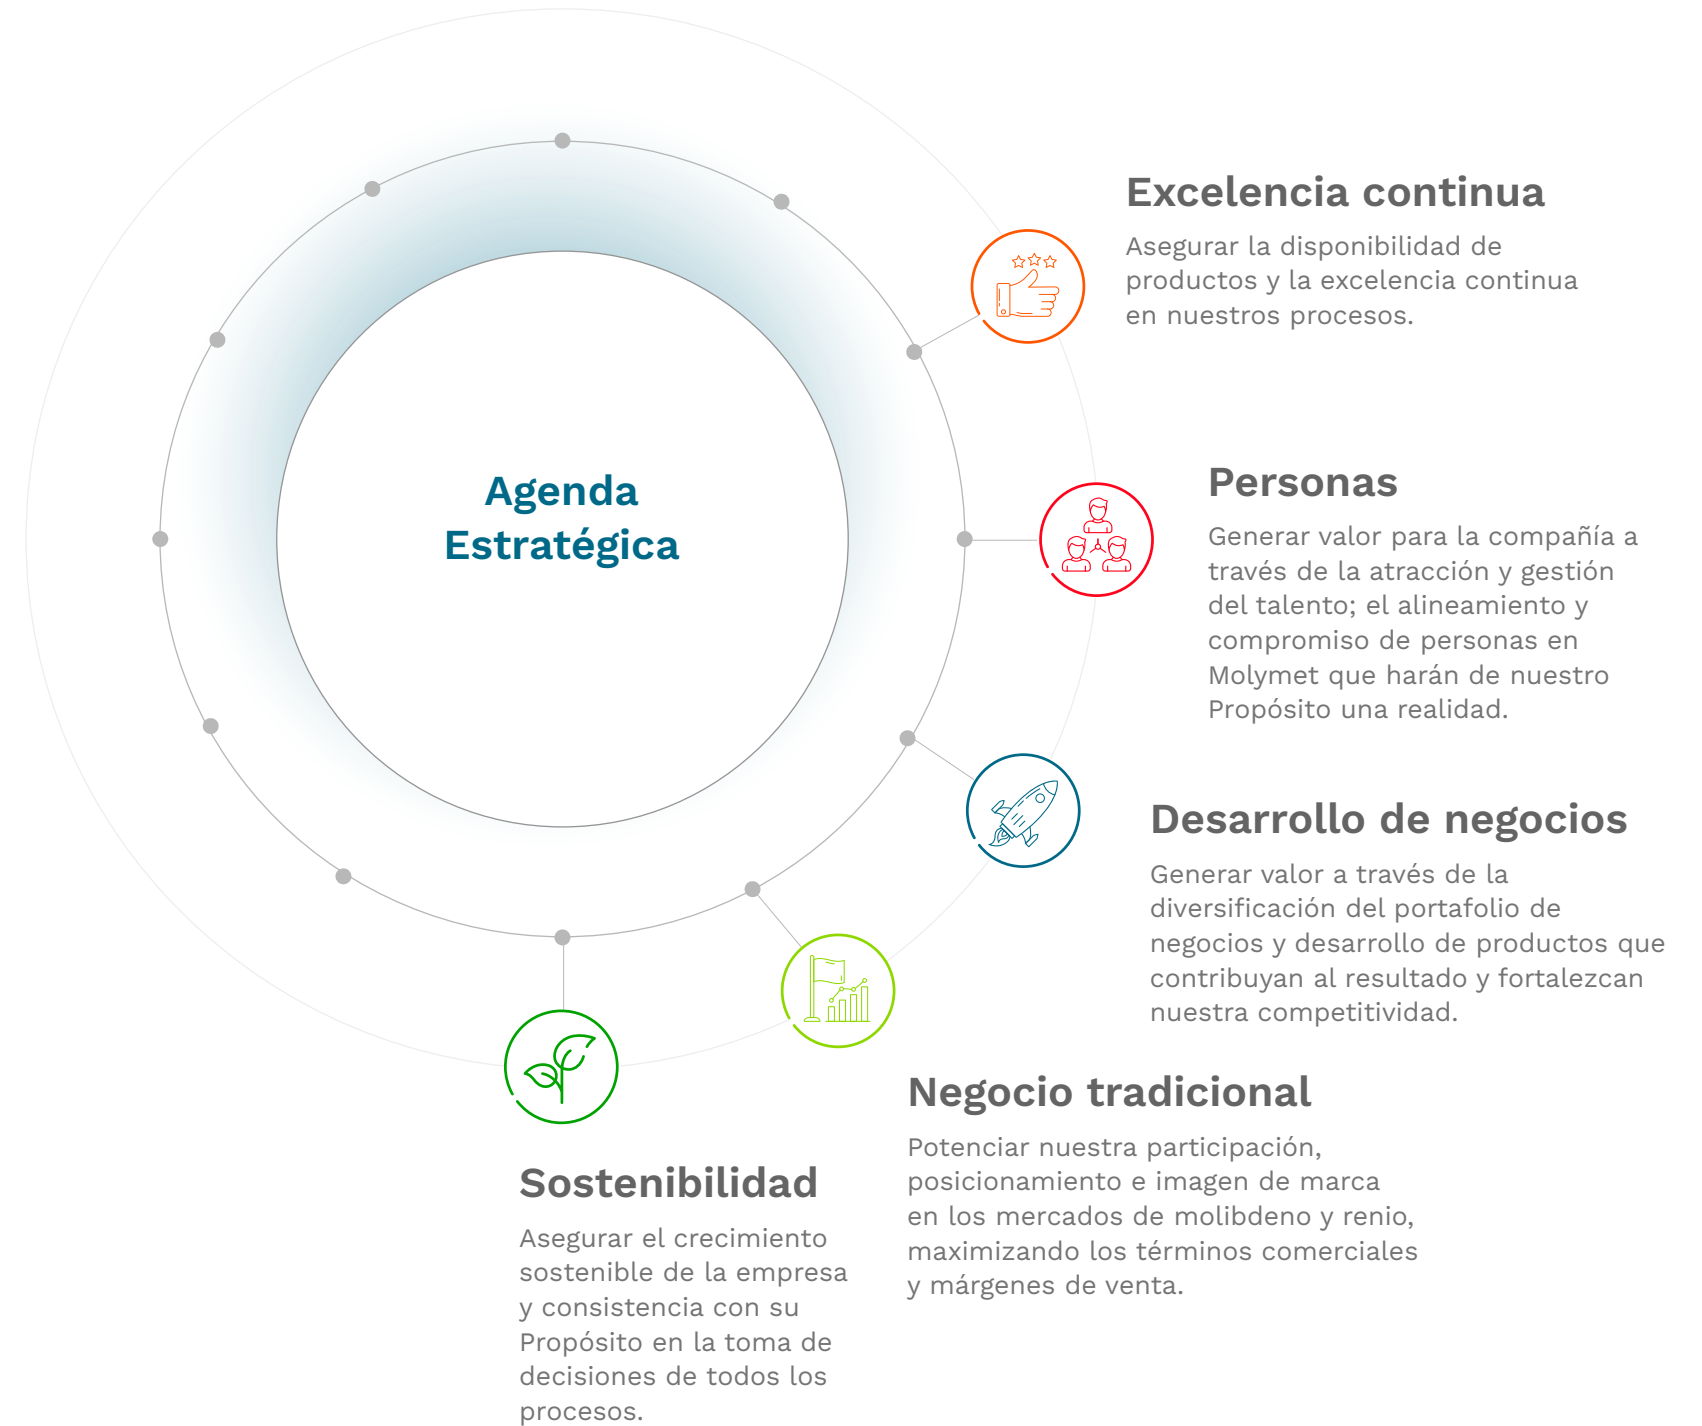 Agenda
Estratégica
Excelencia continua
Asegurar la disponibilidad de
productos y la excelencia continua
en nuestros procesos.
Personas
Generar valor para la compañía a
través de la atracción y gestión
del talento; el alineamiento y
compromiso de personas en
Molymet que harán de nuestro
Propósito una realidad.
Desarrollo de negocios
Generar valor a través de la
diversificación del portafolio de
negocios y desarrollo de productos que
contribuyan al resultado y fortalezcan
nuestra competitividad.
Negocio tradicional
Potenciar nuestra participación,
posicionamiento e imagen de marca
en los mercados de molibdeno y renio,
maximizando los términos comerciales
y márgenes de venta.
Sostenibilidad
Asegurar el crecimiento
sostenible de la empresa
y consistencia con su
Propósito en la toma de
decisiones de todos los
procesos.